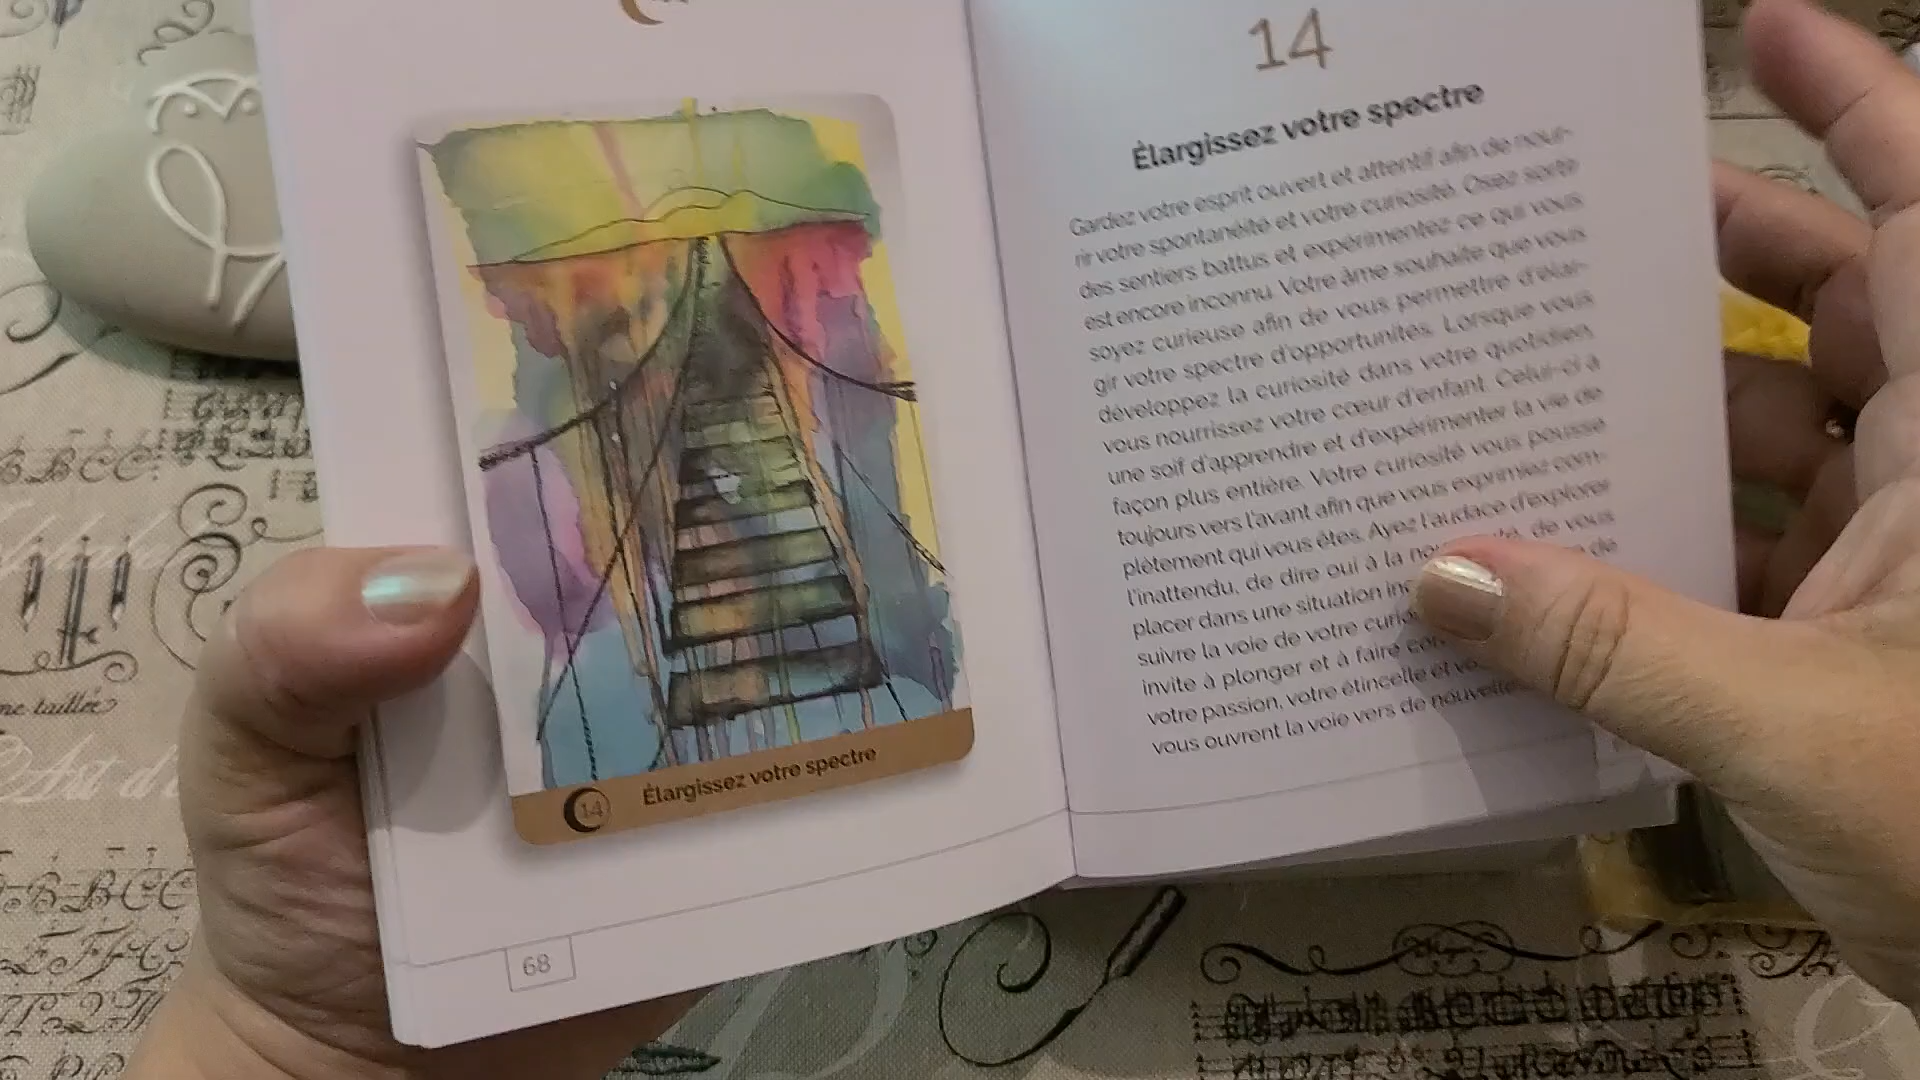 14
Élargissez votre spectre
68
14
Élargissez votre spectre
Gardez votre esprit ouvert et attentif afin de nour-
rir votre spontanéité et votre curiosité. Osez sortir
des sentiers battus et expérimentez ce qui vous
est encore inconnu. Votre âme souhaite que vous
soyez curieuse afin de vous permettre d'élar-
gir votre spectre d'opportunités. Lorsque vous
développez la curiosité dans votre quotidien,
vous nourrissez votre cœur d'enfant. Celui-ci a
une soif d'apprendre et d'expérimenter la vie de
façon plus entière. Votre curiosité vous pousse
toujours vers l'avant afin que vous exprimiez com-
plètement qui vous êtes. Ayez l'audace d'explorer
l'inattendu, de dire oui à la de vous
placer dans une situation de
suivre la voie de votre
invite à plonger et à faire
votre passion, votre étincelle et
vous ouvrent la voie vers de
me taillée